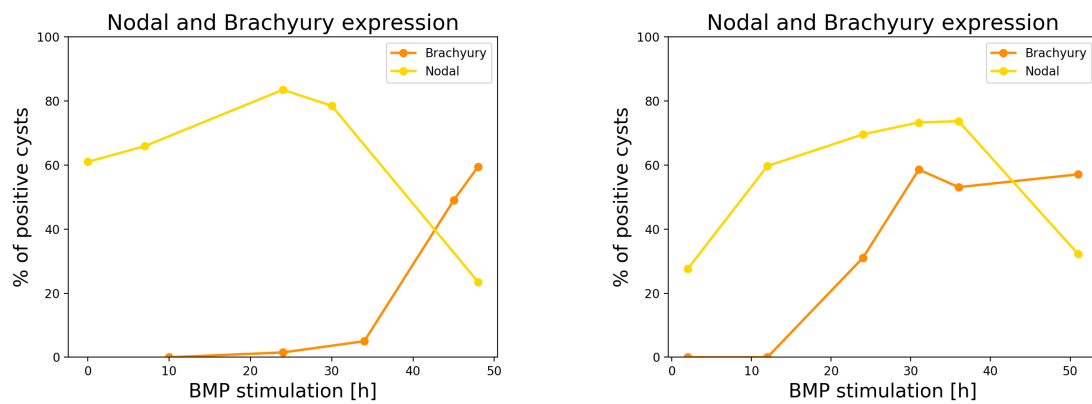 Nodal and Brachyury expression
100
80
60
40
20
0
% of positive cysts
Brachyury
Nodal
0 10 20 30 40 50
BMP stimulation [h]
Nodal and Brachyury expression
100
80
60
40
20
0
% of positive cysts
Brachyury
Nodal
0 10 20 30 40 50
BMP stimulation [h]